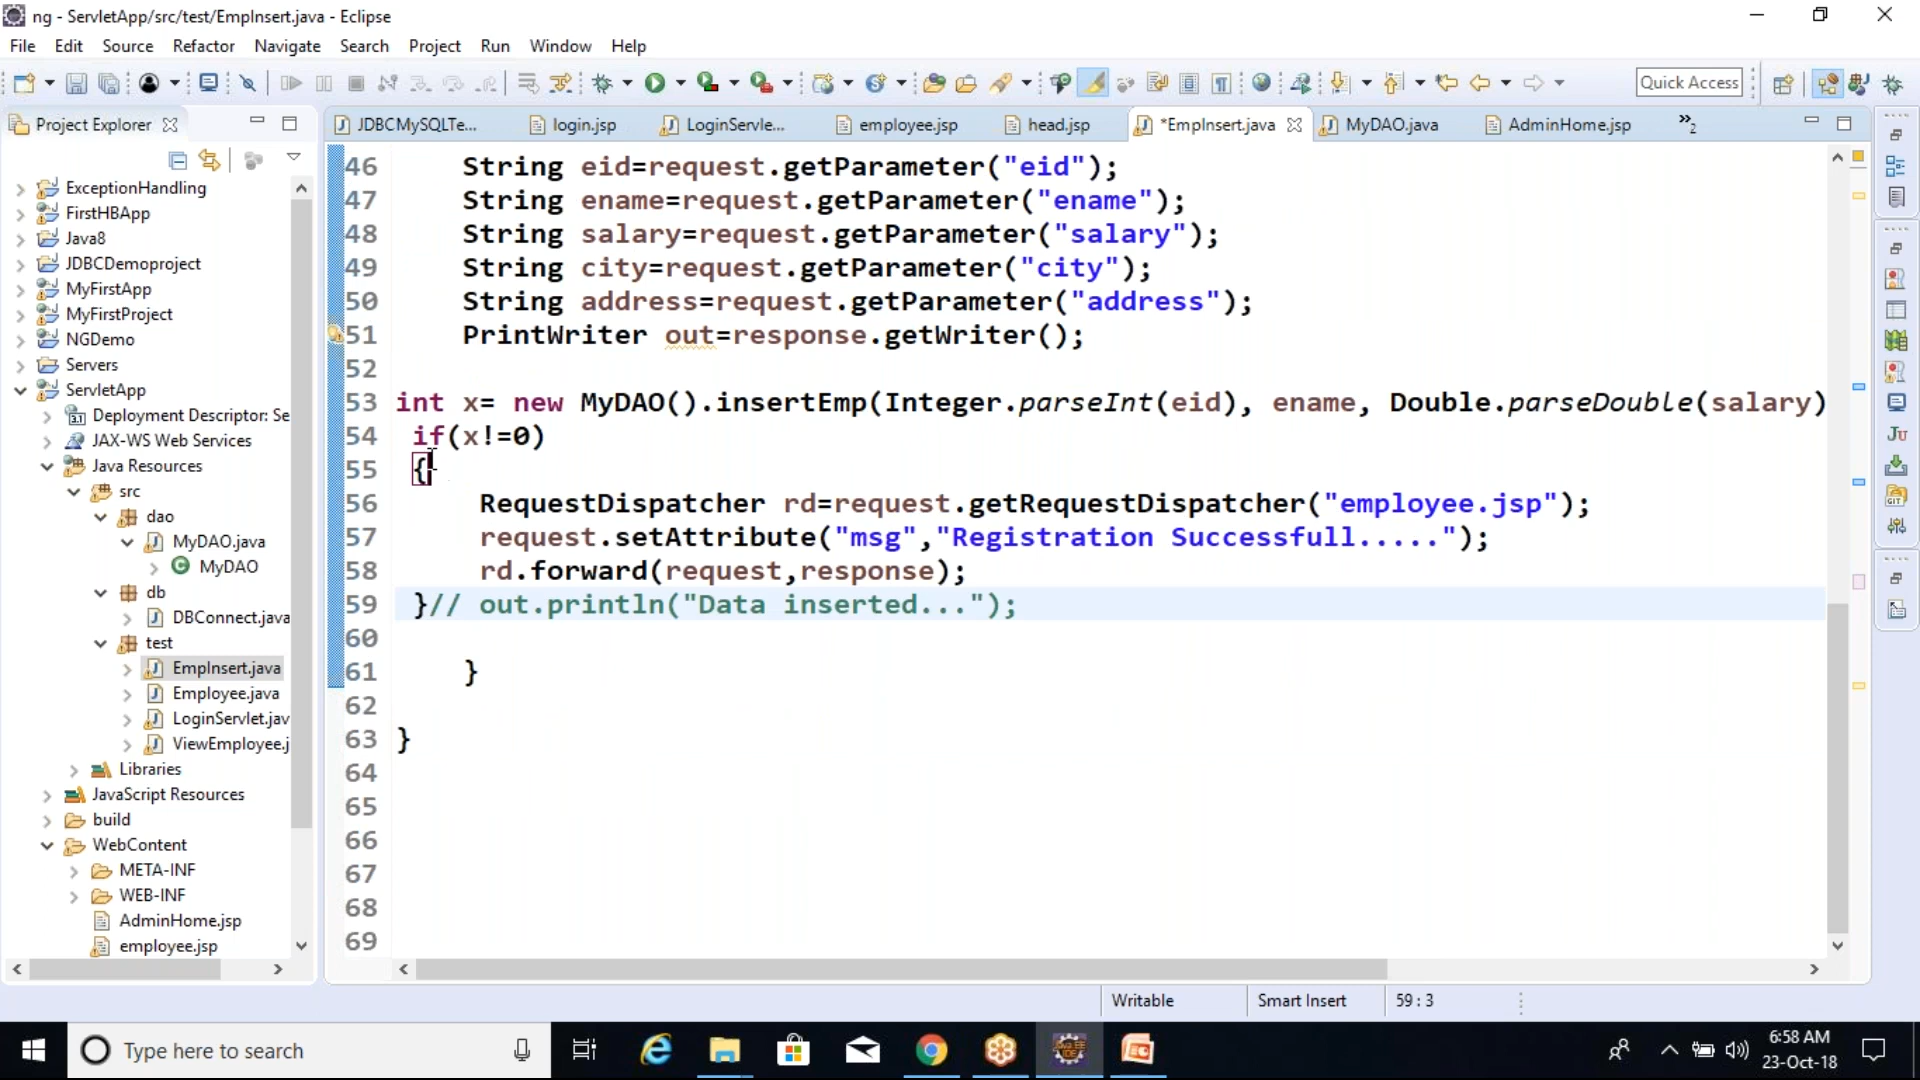 ng - ServletApp/src/test/EmpInsert.java - Eclipse
File Edit Source Refactor Navigate Search Project Run Window Help
Quick Access
Project Explorer
JDBCMySQLTe... login.jsp LoginServle... employee.jsp head.jsp *EmpInsert.java MyDAO.java AdminHome.jsp »2
ExceptionHandling
FirstHBApp
Java8
JDBCDemoproject
MyFirstApp
MyFirstProject
NGDemo
Servers
ServletApp
Deployment Descriptor: Se
JAX-WS Web Services
Java Resources
src
dao
MyDAO.java
MyDAO
db
DBConnect.java
test
EmpInsert.java
Employee.java
LoginServlet.jav
ViewEmployee.j
Libraries
JavaScript Resources
build
WebContent
META-INF
WEB-INF
AdminHome.jsp
employee.jsp
46 String eid=request.getParameter("eid");
47 String ename=request.getParameter("ename");
48 String salary=request.getParameter("salary");
49 String city=request.getParameter("city");
50 String address=request.getParameter("address");
51 PrintWriter out=response.getWriter();
52
53 int x= new MyDAO().insertEmp(Integer.parseInt(eid), ename, Double.parseDouble(salary)
54 if(x!=0)
55 {
56 RequestDispatcher rd=request.getRequestDispatcher("employee.jsp");
57 request.setAttribute("msg","Registration Successfull.....");
58 rd.forward(request,response);
59 }// out.println("Data inserted...");
60
61 }
62
63 }
64
65
66
67
68
69
Writable Smart Insert 59 : 3
Type here to search
6:58 AM
23-Oct-18